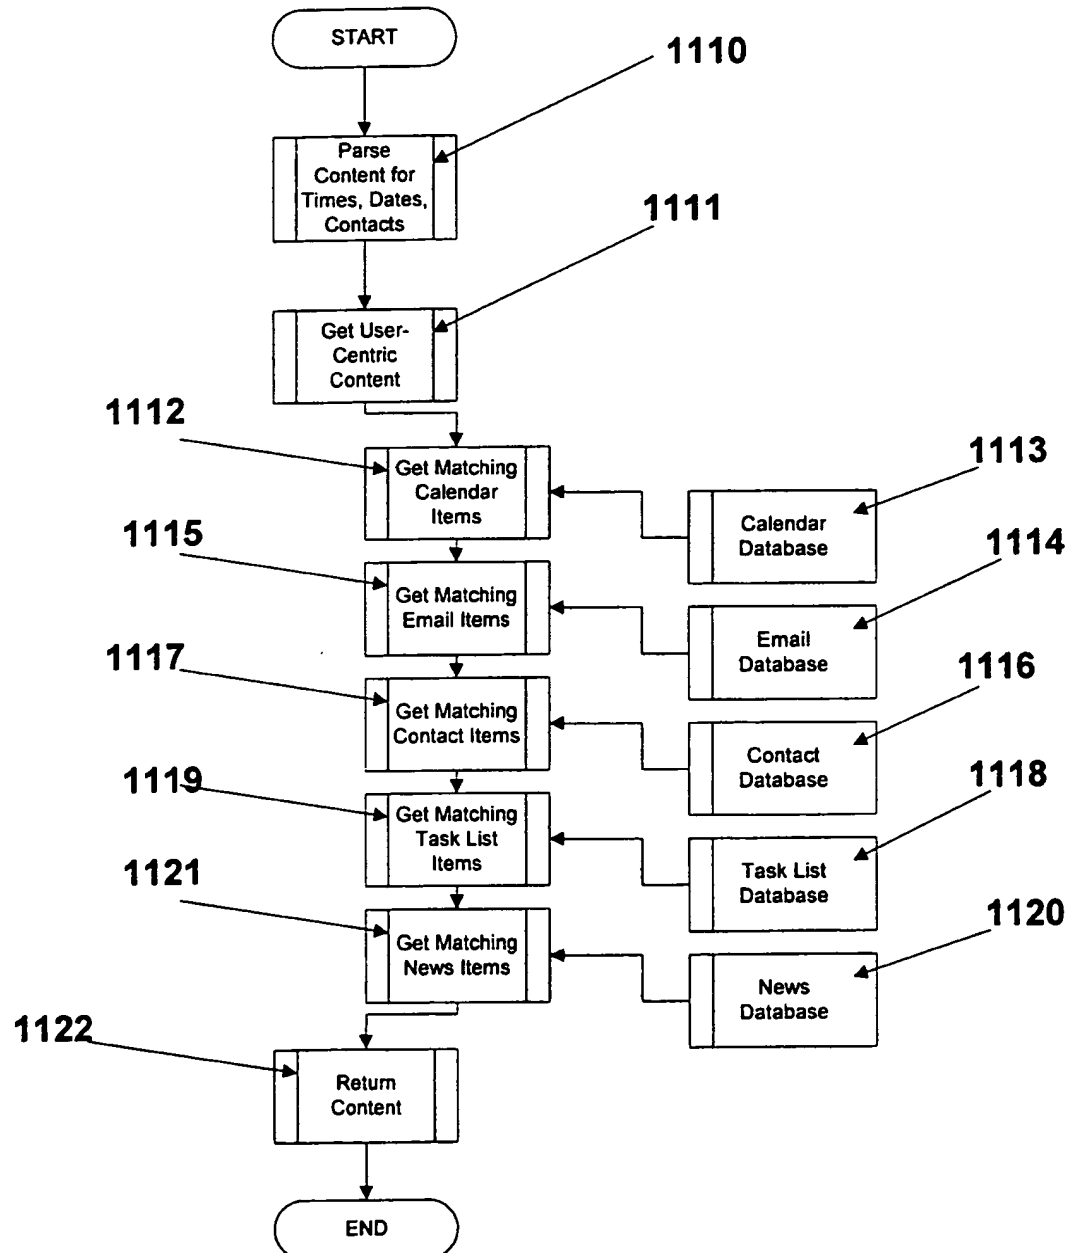 START
1110
Parse
Content for
Times, Dates,
Contacts
1111
Get User-
Centric
Content
1112
Get Matching
Calendar
Items
1113
Calendar
Database
1115
Get Matching
Email Items
1114
Email
Database
1117
Get Matching
Contact Items
1116
Contact
Database
1119
Get Matching
Task List
Items
1118
Task List
Database
1121
Get Matching
News Items
1120
News
Database
1122
Return
Content
END